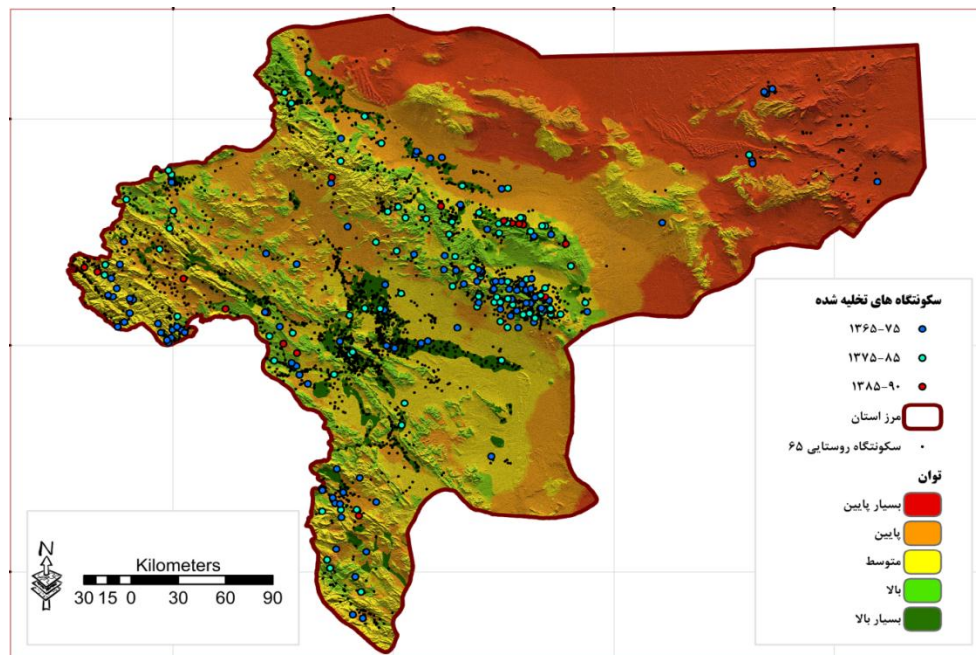 سکونتگاه های تخلیه شده
۱۳۶۵-۷۵
۱۳۷۵-۸۵
۱۳۸۵-۹۰
مرز استان
سکونتگاه روستایی ۶۵
توان
بسیار پایین
پایین
متوسط
بالا
بسیار بالا
N
Kilometers
30 15 0 30 60 90